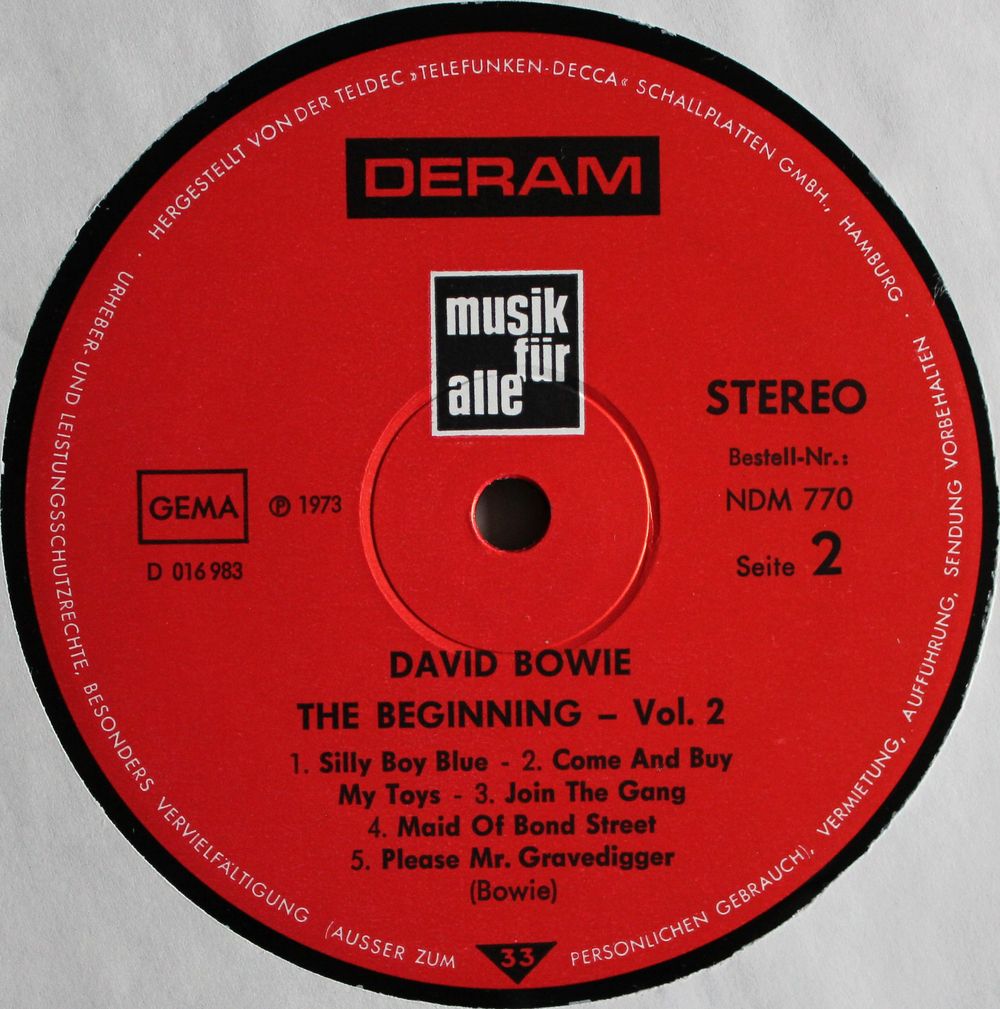 HERGESTELLT VON DER TELDEC »TELEFUNKEN-DECCA« SCHALLPLATTEN GMBH., HAMBURG ·
URHEBER- UND LEISTUNGSSCHUTZRECHTE, BESONDERS VERVIELFÄLTIGUNG (AUSSER ZUM PERSONLICHEN GEBRAUCH), VERMIETUNG, AUFFUHRUNG, SENDUNG VORBEHALTEN ·
DERAM
musik
für
alle
STEREO
Bestell-Nr.:
NDM 770
Seite 2
GEMA ℗ 1973
D 016 983
DAVID BOWIE
THE BEGINNING – Vol. 2
1. Silly Boy Blue - 2. Come And Buy
My Toys - 3. Join The Gang
4. Maid Of Bond Street
5. Please Mr. Gravedigger
(Bowie)
33